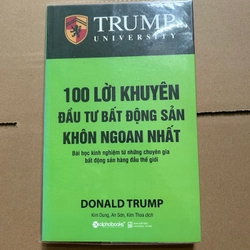 TRUMP
UNIVERSITY
100 LỜI KHUYÊN
ĐẦU TƯ BẤT ĐỘNG SẢN
KHÔN NGOAN NHẤT
Bài học kinh nghiệm từ những chuyên gia
bất động sản hàng đầu thế giới
DONALD TRUMP
Kim Dung, An Sơn, Kim Thoa dịch
alphabooks